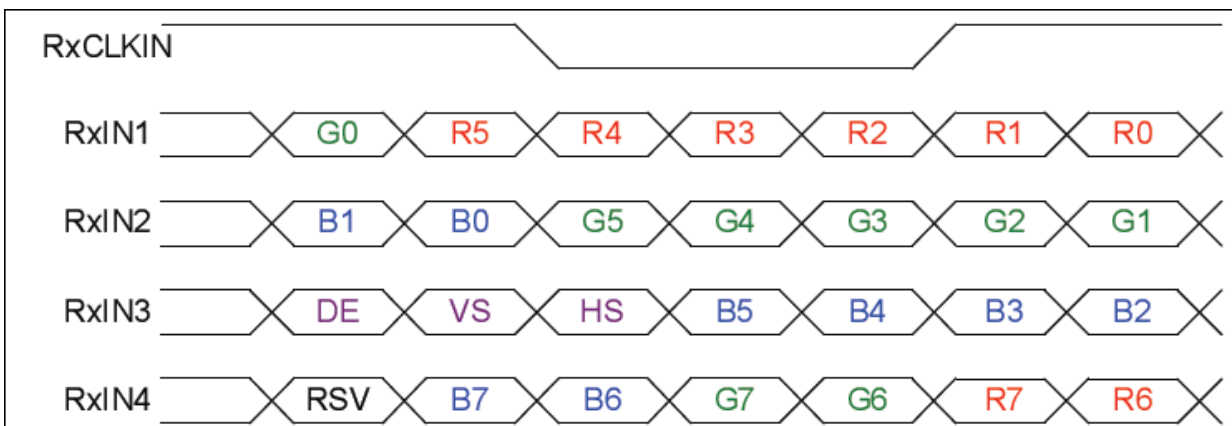 RxCLKIN
RxIN1 G0 R5 R4 R3 R2 R1 R0
RxIN2 B1 B0 G5 G4 G3 G2 G1
RxIN3 DE VS HS B5 B4 B3 B2
RxIN4 RSV B7 B6 G7 G6 R7 R6